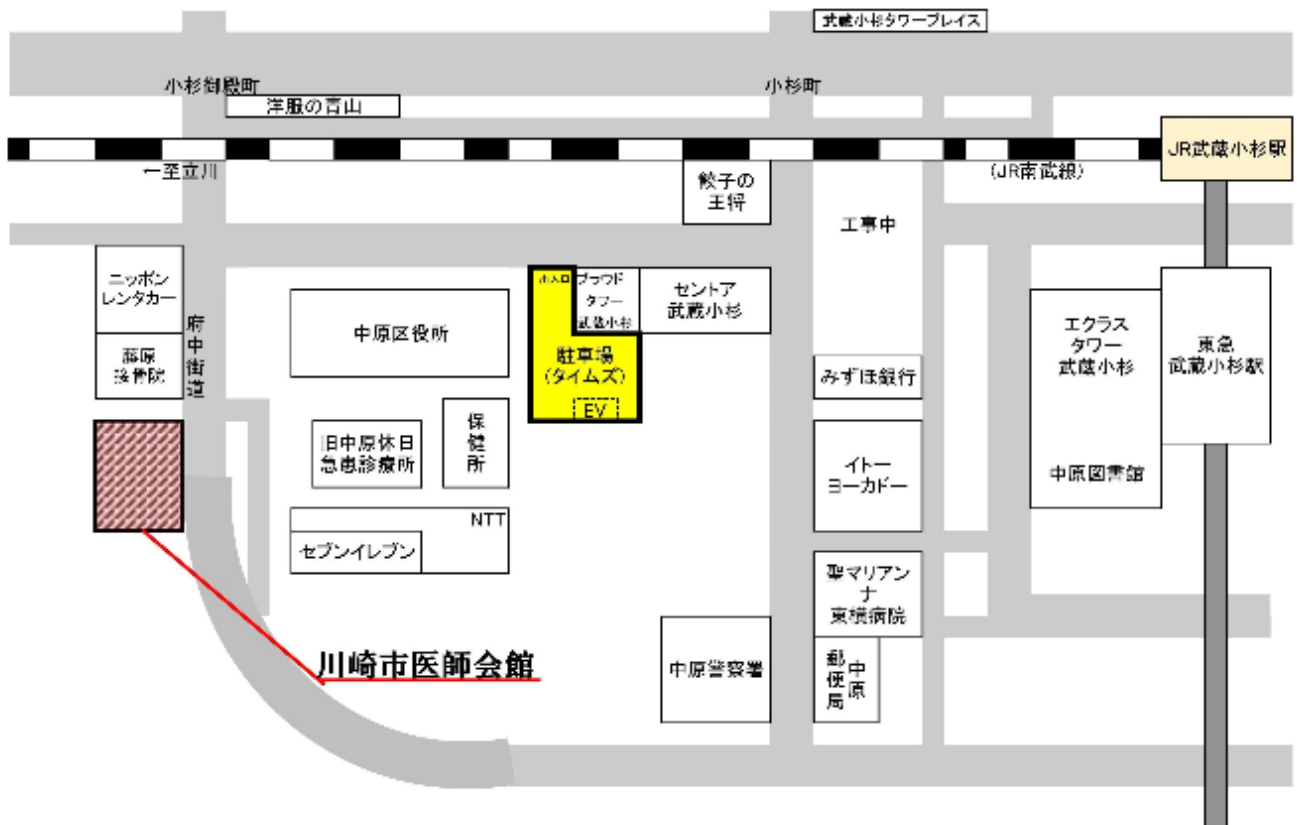 武蔵小杉タワープレイス
小杉御殿町
小杉町
洋服の青山
JR武蔵小杉駅
←至立川
(JR南武線)
餃子の
王将
工事中
ニッポン
レンタカー
出入口
プラウド
タワー
武蔵小杉
セントア
武蔵小杉
府中街道
中原区役所
藤原
接骨院
駐車場
(タイムズ)
EV
みずほ銀行
エクラス
タワー
武蔵小杉
東急
武蔵小杉駅
旧中原休日
急患診療所
保健所
イトー
ヨーカドー
中原図書館
NTT
セブンイレブン
聖マリアン
ナ
東横病院
川崎市医師会館
中原警察署
中原
郵便局